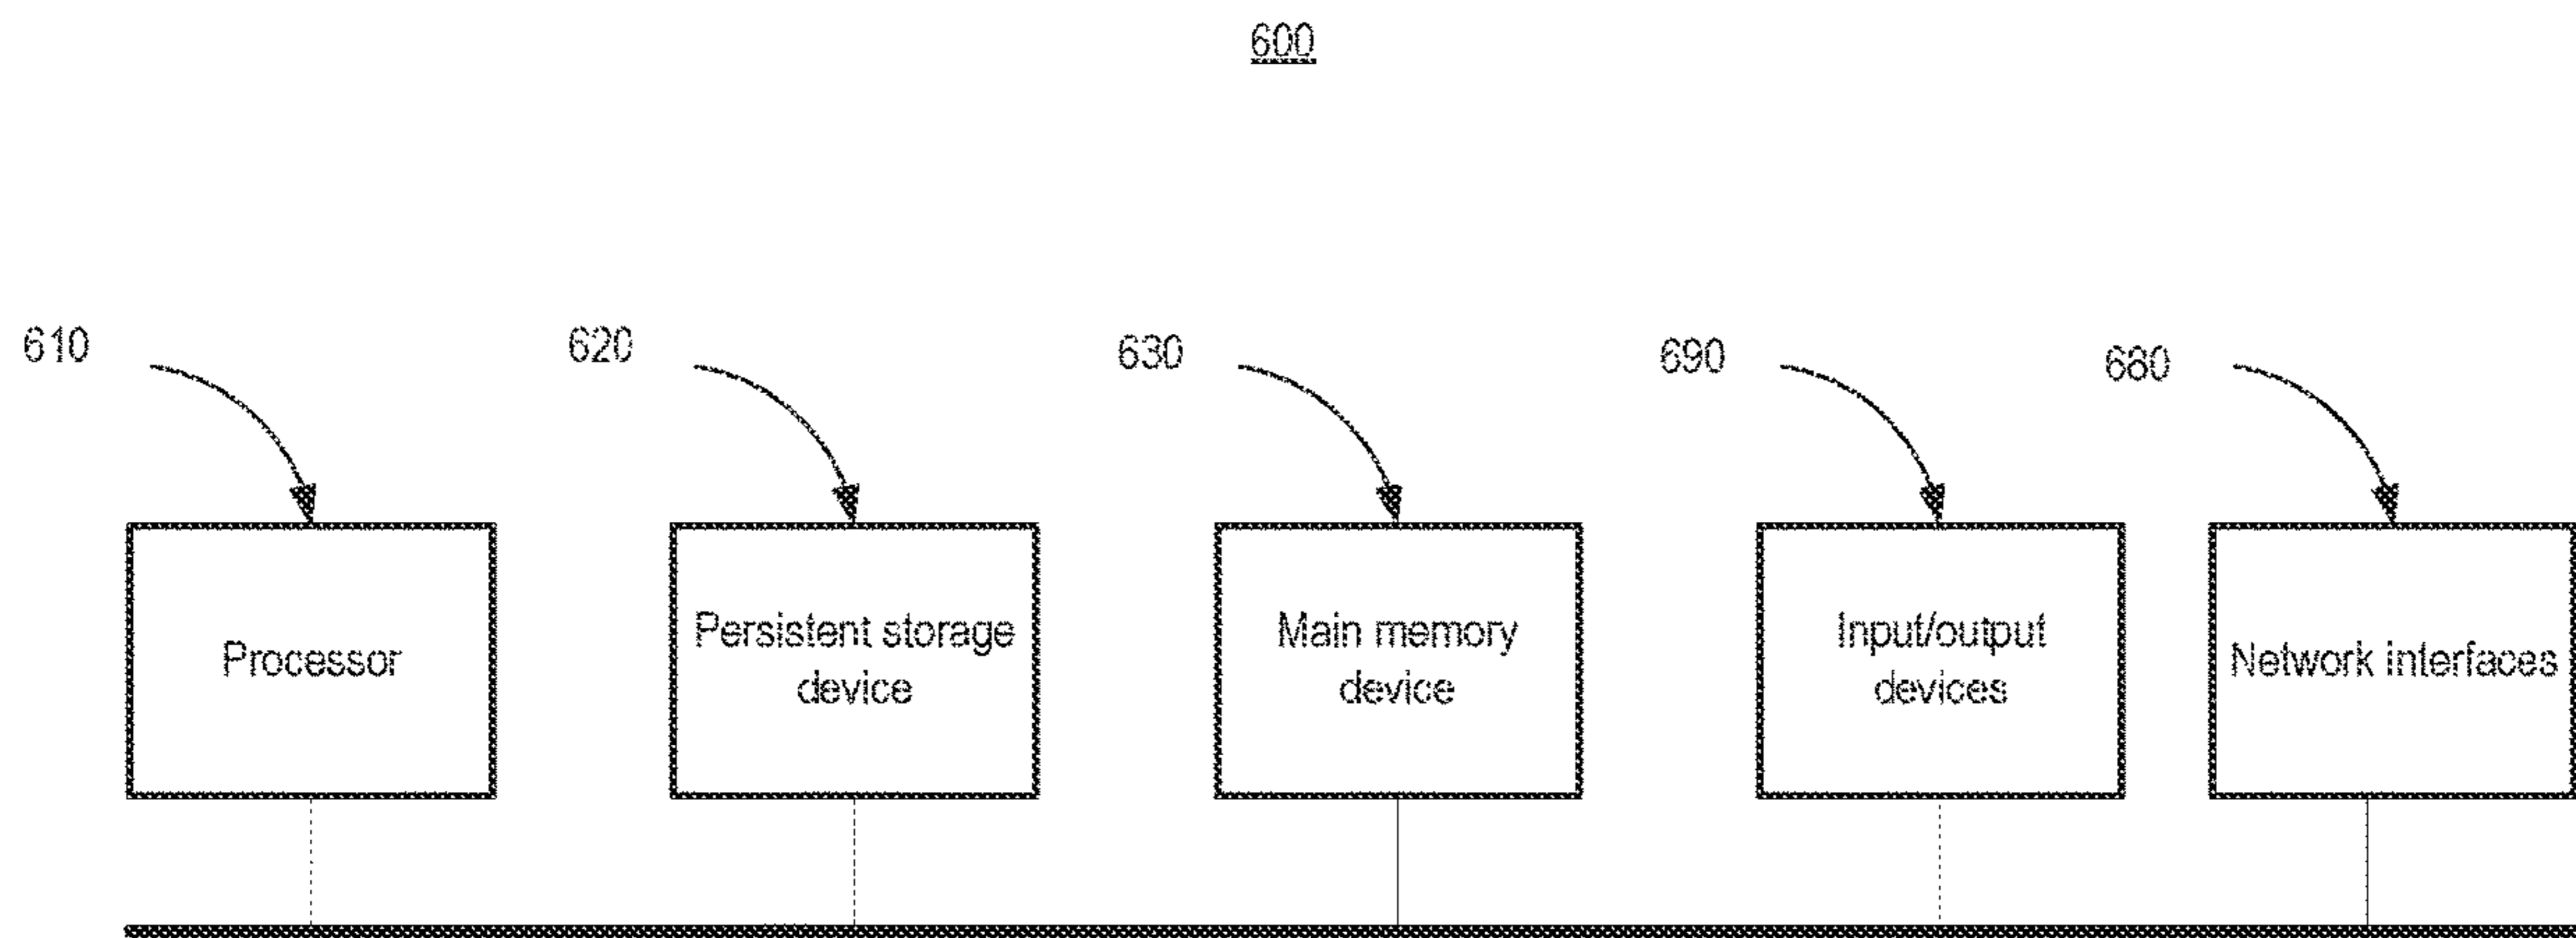 600
610
620
630
690
680
Processor
Persistent storage
device
Main memory
device
Input/output
devices
Network interfaces